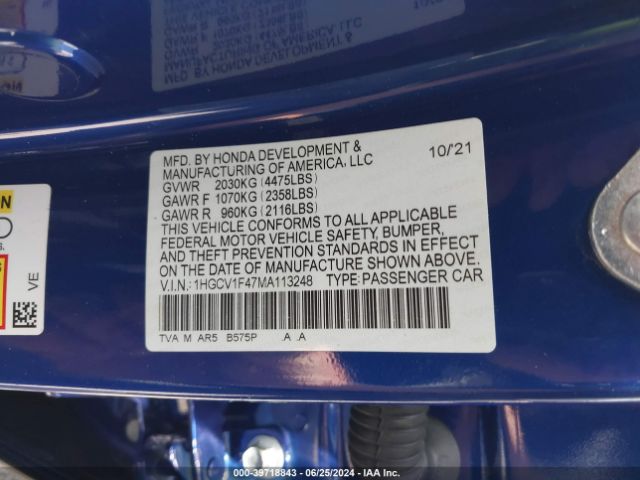 MFD. BY HONDA DEVELOPMENT &
MANUFACTURING OF AMERICA, LLC
10/'21
GVWR 2030KG (4475LBS)
GAWR F 1070KG (2358LBS)
GAWR R 960KG (2116LBS)
THIS VEHICLE CONFORMS TO ALL APPLICABLE
FEDERAL MOTOR VEHICLE SAFETY, BUMPER,
AND THEFT PREVENTION STANDARDS IN EFFECT
ON THE DATE OF MANUFACTURE SHOWN ABOVE.
V.I.N.: 1HGCV1F47MA113248 TYPE: PASSENGER CAR
TVA M AR5 B575P .A .A
VE
000-39718843 / 06/25/2024 / IAA Inc.